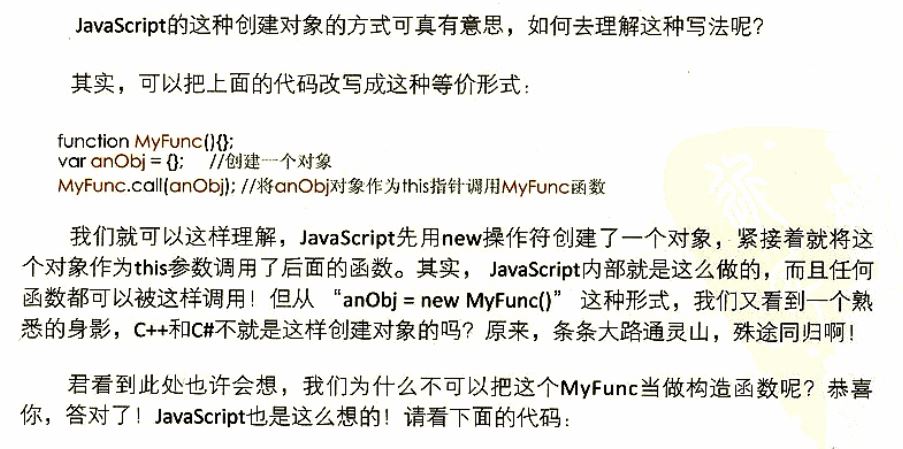 JavaScript的这种创建对象的方式可真有意思，如何去理解这种写法呢？
其实，可以把上面的代码改写成这种等价形式：
function MyFunc(){};
var anObj = {};    //创建一个对象
MyFunc.call(anObj); //将anObj对象作为this指针调用MyFunc函数
我们就可以这样理解，JavaScript先用new操作符创建了一个对象，紧接着就将这
个对象作为this参数调用了后面的函数。其实， JavaScript内部就是这么做的，而且任何
函数都可以被这样调用！但从 “anObj = new MyFunc()” 这种形式，我们又看到一个熟
悉的身影，C++和C#不就是这样创建对象的吗？原来，条条大路通灵山，殊途同归啊！
君看到此处也许会想，我们为什么不可以把这个MyFunc当做构造函数呢？恭喜
你，答对了！JavaScript也是这么想的！请看下面的代码：